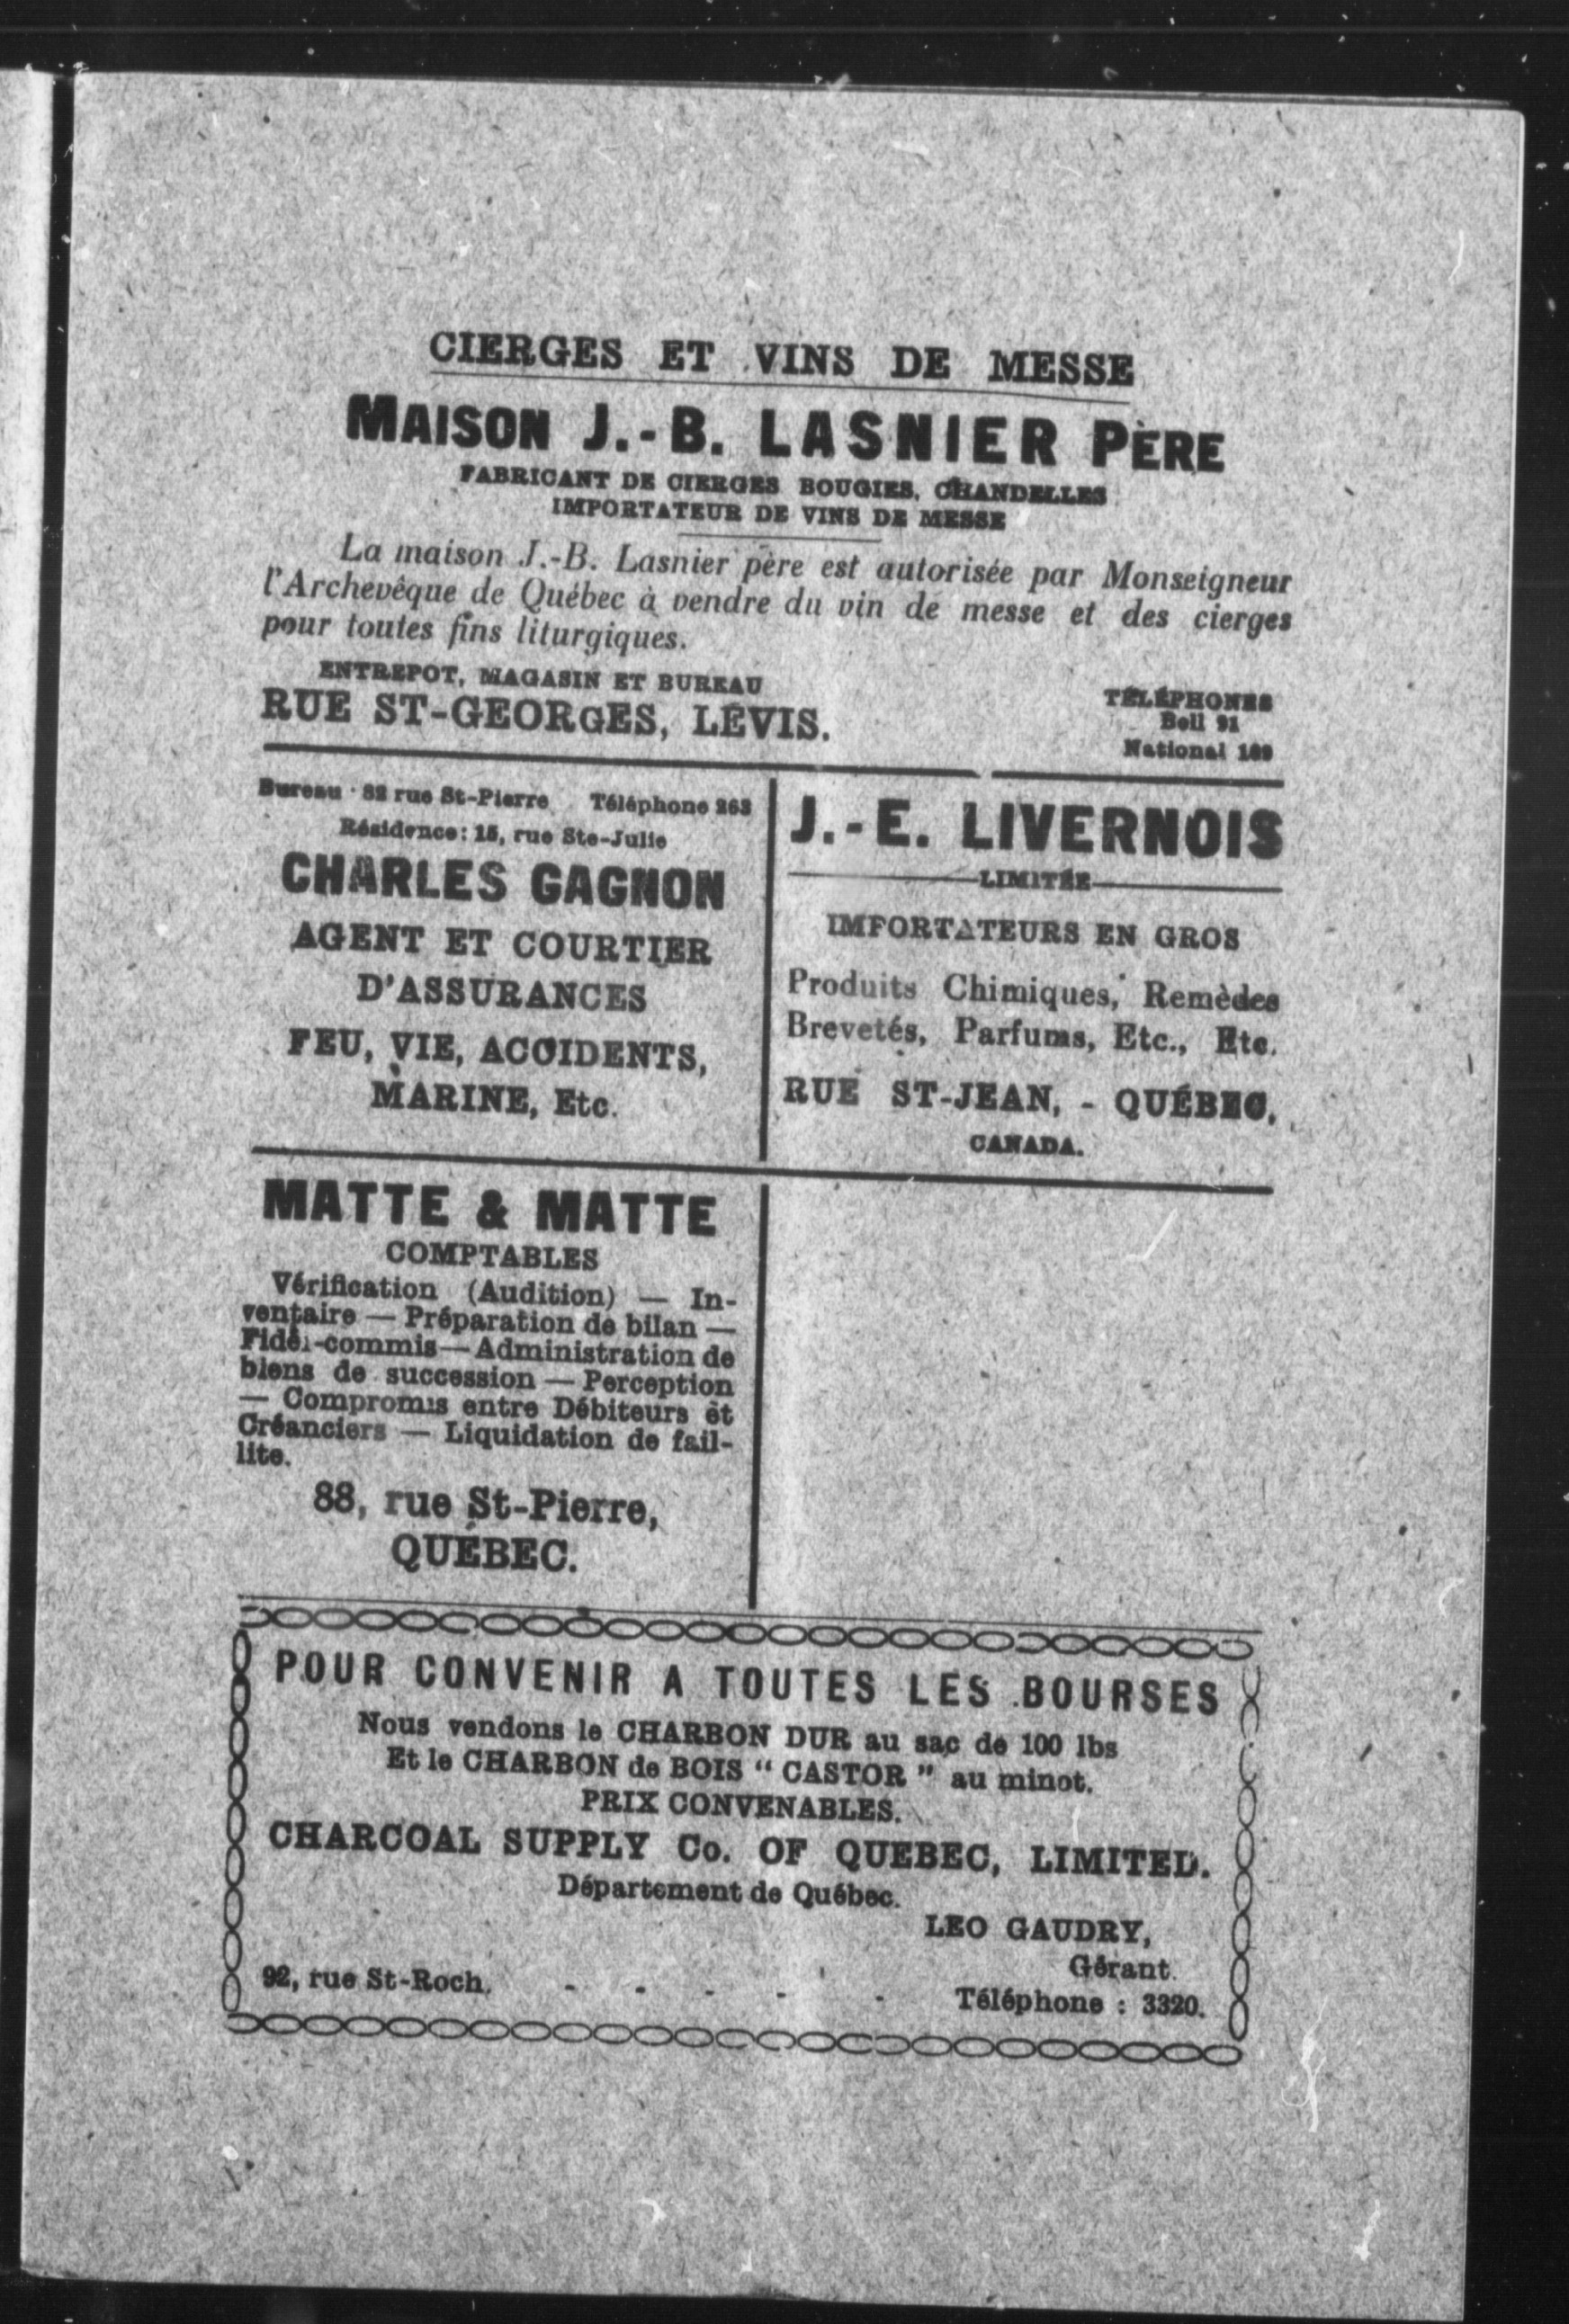 CIERGES ET VINS DE MESSE
MAISON J.-B. LASNIER PÈRE
FABRICANT DE CIERGES BOUGIES, CHANDELLES
IMPORTATEUR DE VINS DE MESSE
La maison J.-B. Lasnier père est autorisée par Monseigneur
l'Archevêque de Québec à vendre du vin de messe et des cierges
pour toutes fins liturgiques.
ENTREPOT, MAGASIN ET BUREAU
RUE ST-GEORGES, LÉVIS.
TÉLÉPHONES
Bell 91
National 169
Bureau : 82 rue St-Pierre Téléphone 263
Résidence: 15, rue Ste-Julie
CHARLES GAGNON
AGENT ET COURTIER
D'ASSURANCES
FEU, VIE, ACCIDENTS,
MARINE, Etc.
J.-E. LIVERNOIS
LIMITÉE
IMPORTATEURS EN GROS
Produits Chimiques, Remèdes
Brevetés, Parfums, Etc., Etc.
RUE ST-JEAN, - QUÉBEC,
CANADA.
MATTE & MATTE
COMPTABLES
Vérification (Audition) — In-
ventaire — Préparation de bilan —
Fidéi-commis — Administration de
biens de succession — Perception
— Compromis entre Débiteurs et
Créanciers — Liquidation de fail-
lite.
88, rue St-Pierre,
QUÉBEC.
POUR CONVENIR A TOUTES LES BOURSES
Nous vendons le CHARBON DUR au sac de 100 lbs
Et le CHARBON de BOIS " CASTOR " au minot.
PRIX CONVENABLES.
CHARCOAL SUPPLY Co. OF QUEBEC, LIMITED.
Département de Québec.
LEO GAUDRY,
Gérant.
92, rue St-Roch. - - - - - Téléphone : 3320.